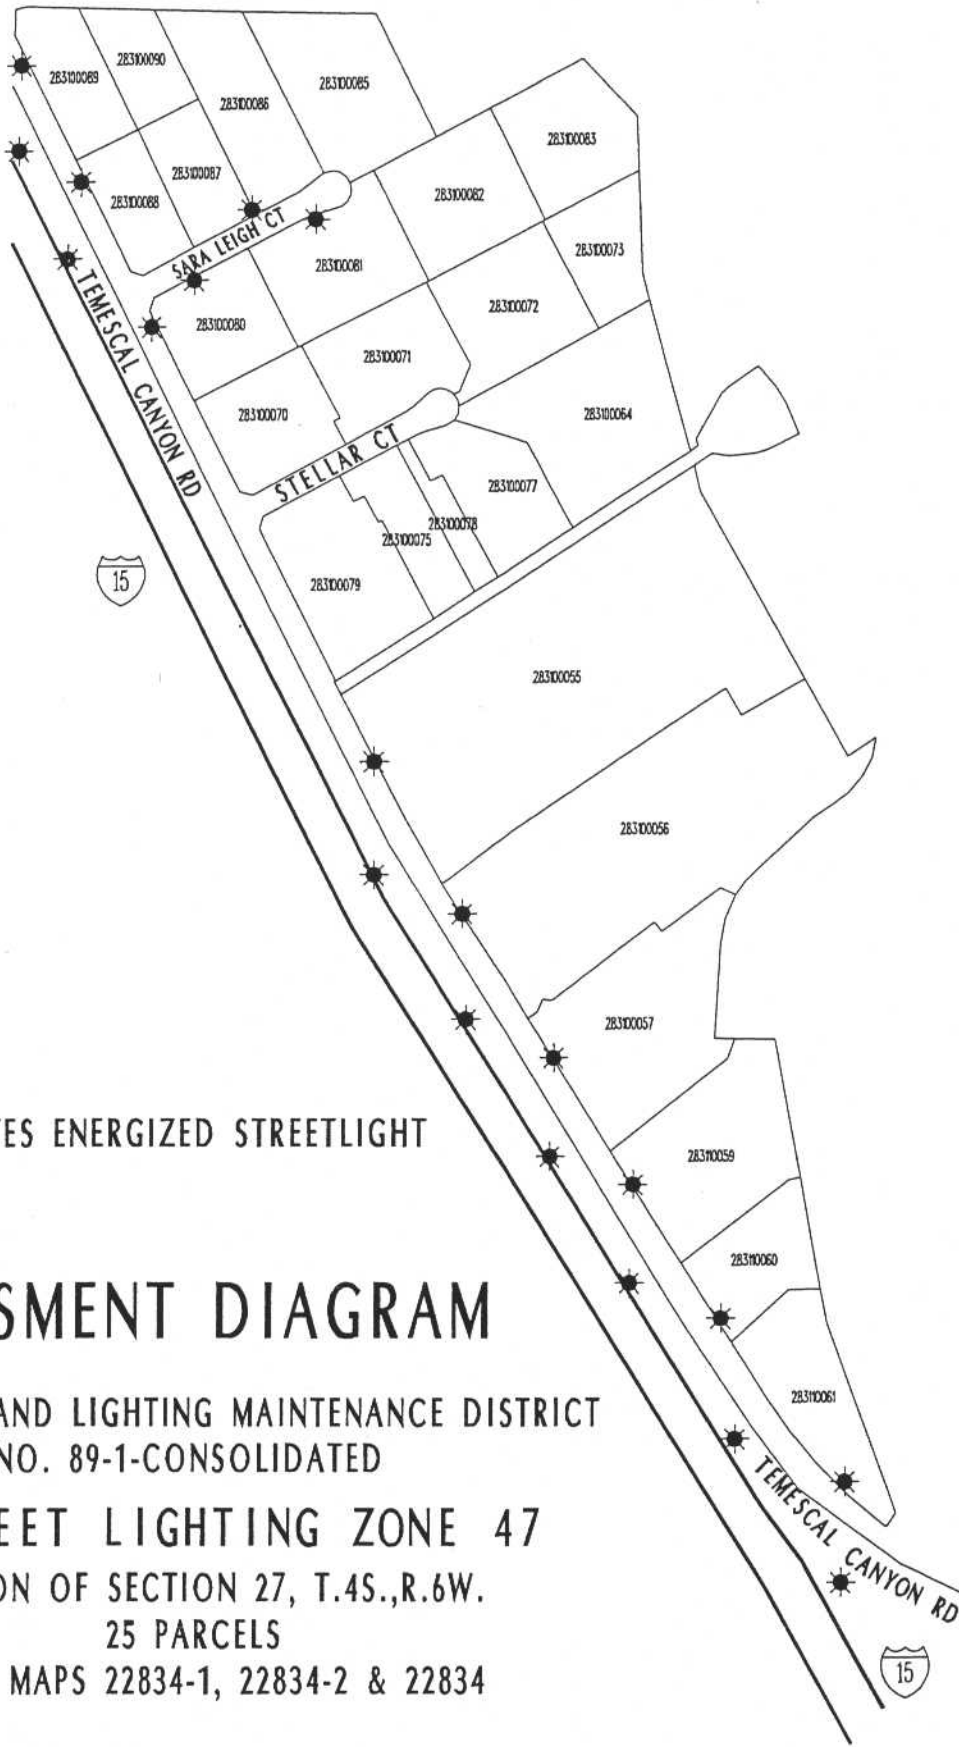 283100089
283100090
283100086
283100085
283100088
283100087
283100083
283100082
SARA LEIGH CT
283100081
283100073
283100080
283100072
TEMESCAL CANYON RD
283100071
283100070
283100064
STELLAR CT
283100077
283100078
283100075
283100079
15
283100055
283100056
283100057
ES ENERGIZED STREETLIGHT
283110059
283110060
SMENT DIAGRAM
283110061
AND LIGHTING MAINTENANCE DISTRICT
NO. 89-1-CONSOLIDATED
EET LIGHTING ZONE 47
TEMESCAL CANYON RD
ON OF SECTION 27, T.4S.,R.6W.
25 PARCELS
MAPS 22834-1, 22834-2 & 22834
15